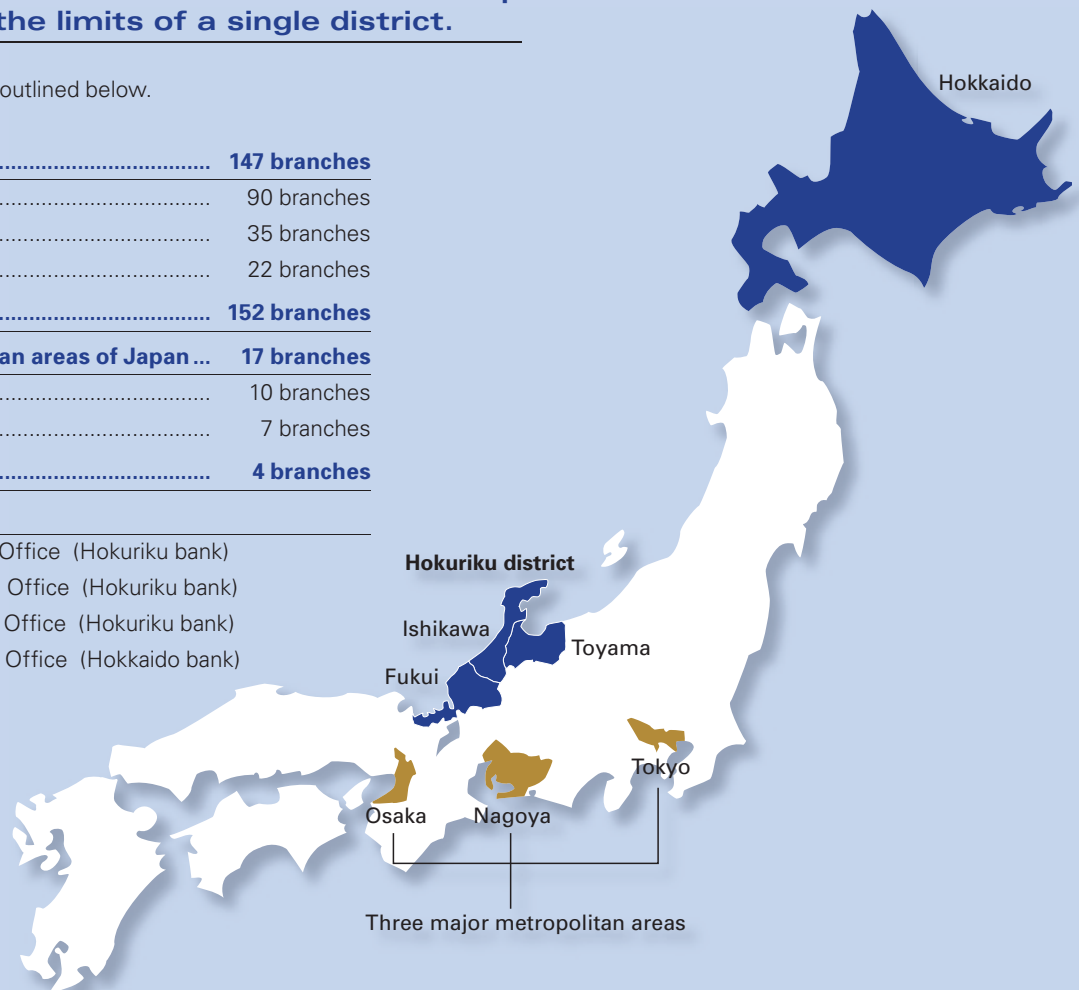 the limits of a single district.
outlined below.
.......................................... 147 branches
.................................... 90 branches
.................................... 35 branches
.................................... 22 branches
.......................................... 152 branches
an areas of Japan ... 17 branches
.................................... 10 branches
.................................... 7 branches
.......................................... 4 branches
Office (Hokuriku bank)
Office (Hokuriku bank)
Office (Hokuriku bank)
Office (Hokkaido bank)
Hokkaido
Hokuriku district
Ishikawa
Toyama
Fukui
Tokyo
Osaka
Nagoya
Three major metropolitan areas